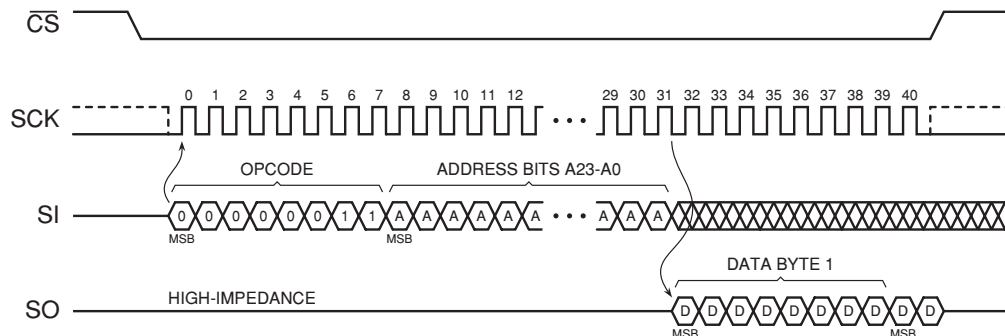 CS
0 1 2 3 4 5 6 7 8 9 10 11 12 29 30 31 32 33 34 35 36 37 38 39 40
SCK
OPCODE ADDRESS BITS A23-A0
SI 0 0 0 0 0 0 1 1 A A A A A A A A A
MSB MSB
DATA BYTE 1
HIGH-IMPEDANCE
SO D D D D D D D D D D
MSB MSB